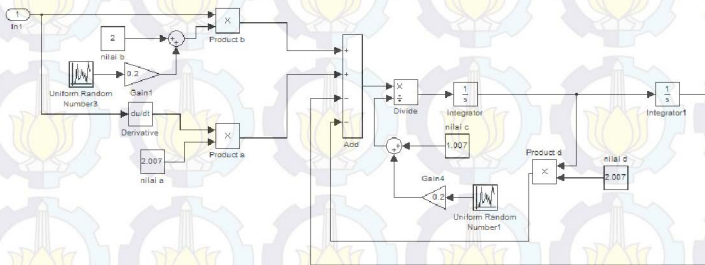 1
In1
2
nilai b
Product b
0.2
Gain1
Uniform Random
Number3
du/dt
Derivative
2.007
nilai a
Product a
Add
Divide
1
s
Integrator
nilai c
1.007
Gain4
0.2
Uniform Random
Number1
Product d
nilai d
2.007
1
s
Integrator1